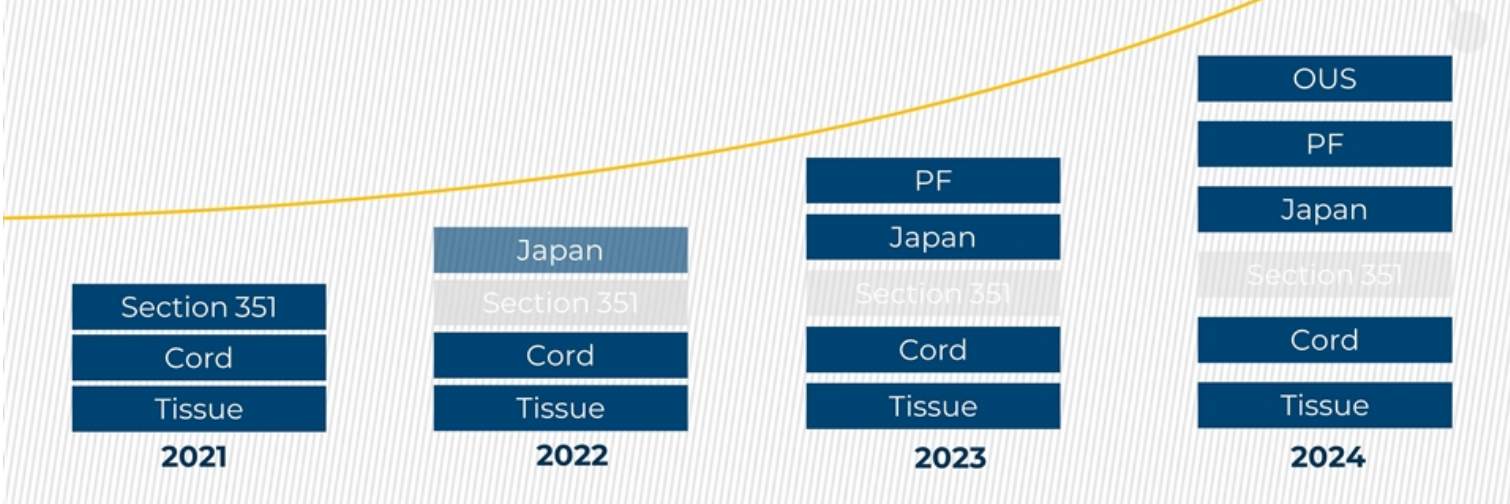 OUS
PF
Japan
Section 351
Cord
Tissue
2024
PF
Japan
Section 351
Cord
Tissue
2023
Japan
Section 351
Cord
Tissue
2022
Section 351
Cord
Tissue
2021